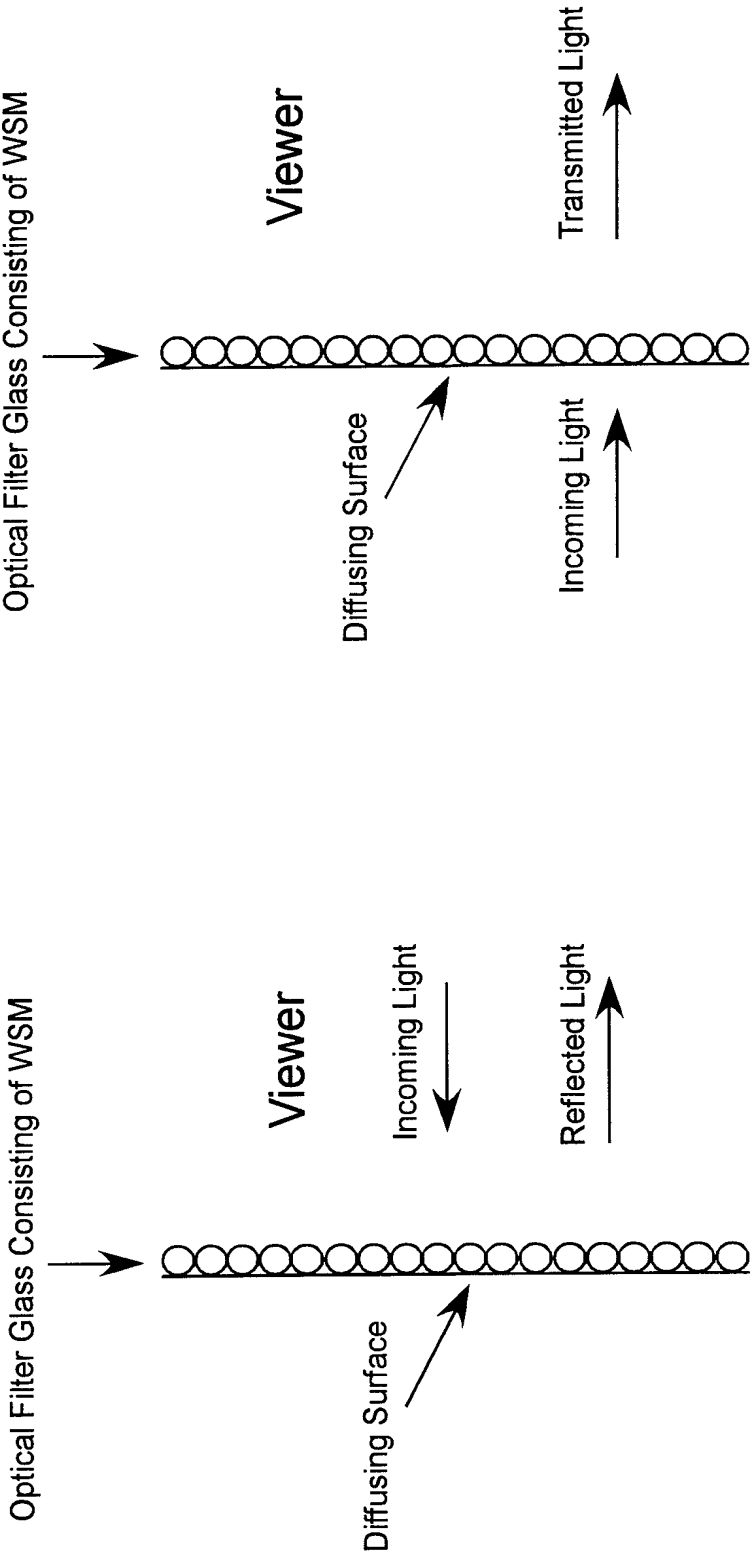 Optical Filter Glass Consisting of WSM
Viewer
Diffusing Surface
Incoming Light
Reflected Light
Optical Filter Glass Consisting of WSM
Viewer
Diffusing Surface
Incoming Light
Transmitted Light